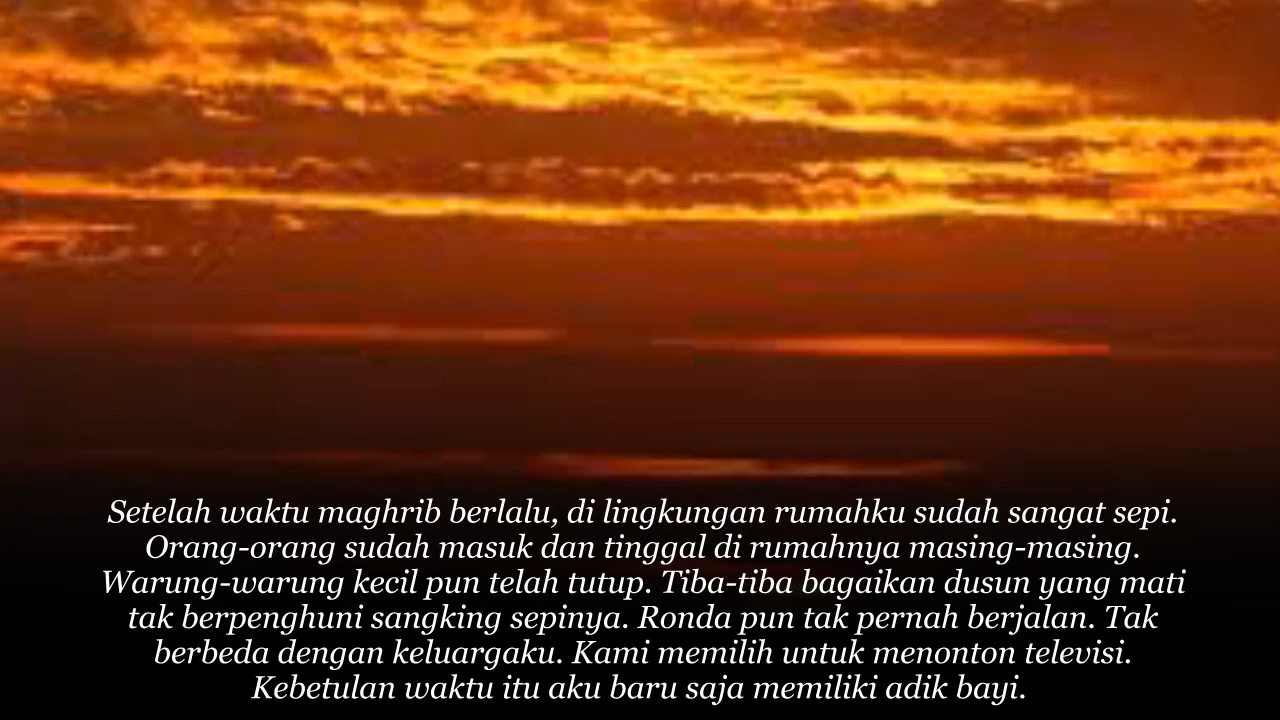 Setelah waktu maghrib berlalu, di lingkungan rumahku sudah sangat sepi.
Orang-orang sudah masuk dan tinggal di rumahnya masing-masing.
Warung-warung kecil pun telah tutup. Tiba-tiba bagaikan dusun yang mati
tak berpenghuni sangking sepinya. Ronda pun tak pernah berjalan. Tak
berbeda dengan keluargaku. Kami memilih untuk menonton televisi.
Kebetulan waktu itu aku baru saja memiliki adik bayi.